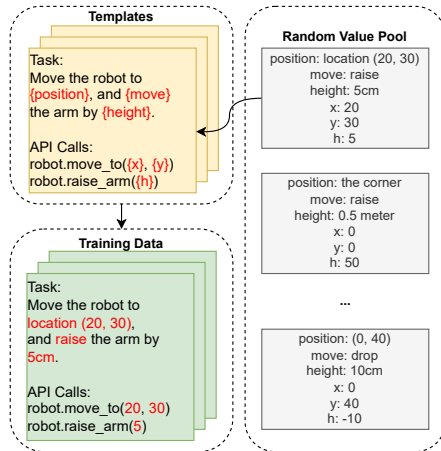 Templates
Task:
Move the robot to
{position}, and {move}
the arm by {height}.
API Calls:
robot.move_to({x}, {y})
robot.raise_arm({h})
Training Data
Task:
Move the robot to
location (20, 30),
and raise the arm by
5cm.
API Calls:
robot.move_to(20, 30)
robot.raise_arm(5)
Random Value Pool
position: location (20, 30)
move: raise
height: 5cm
x: 20
y: 30
h: 5
position: the corner
move: raise
height: 0.5 meter
x: 0
y: 0
h: 50
...
position: (0, 40)
move: drop
height: 10cm
x: 0
y: 40
h: -10